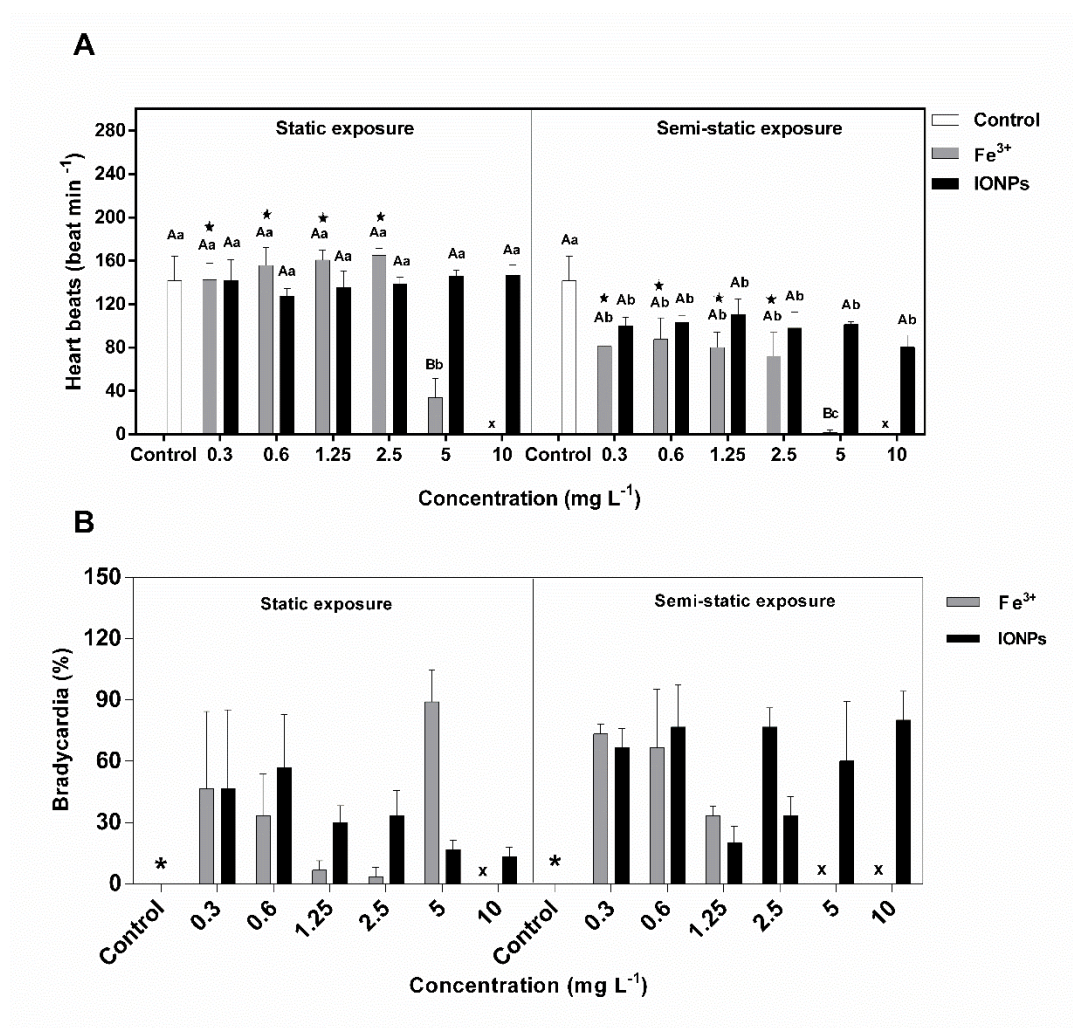 A
Static exposure
Semi-static exposure
Control
Fe³⁺
IONPs
Heart beats (beat min ⁻¹)
280
240
200
160
120
80
40
0
Aa ★ Aa Aa ★ Aa Aa ★ Aa Aa ★ Aa Aa Bb Aa x Aa
Aa ★ Ab Ab ★ Ab Ab ★ Ab Ab ★ Ab Ab Bc Ab x Ab
Control 0.3 0.6 1.25 2.5 5 10 Control 0.3 0.6 1.25 2.5 5 10
Concentration (mg L⁻¹)
B
Static exposure
Semi-static exposure
Fe³⁺
IONPs
Bradycardia (%)
150
120
90
60
30
0
* x * x x
Control 0.3 0.6 1.25 2.5 5 10 Control 0.3 0.6 1.25 2.5 5 10
Concentration (mg L⁻¹)